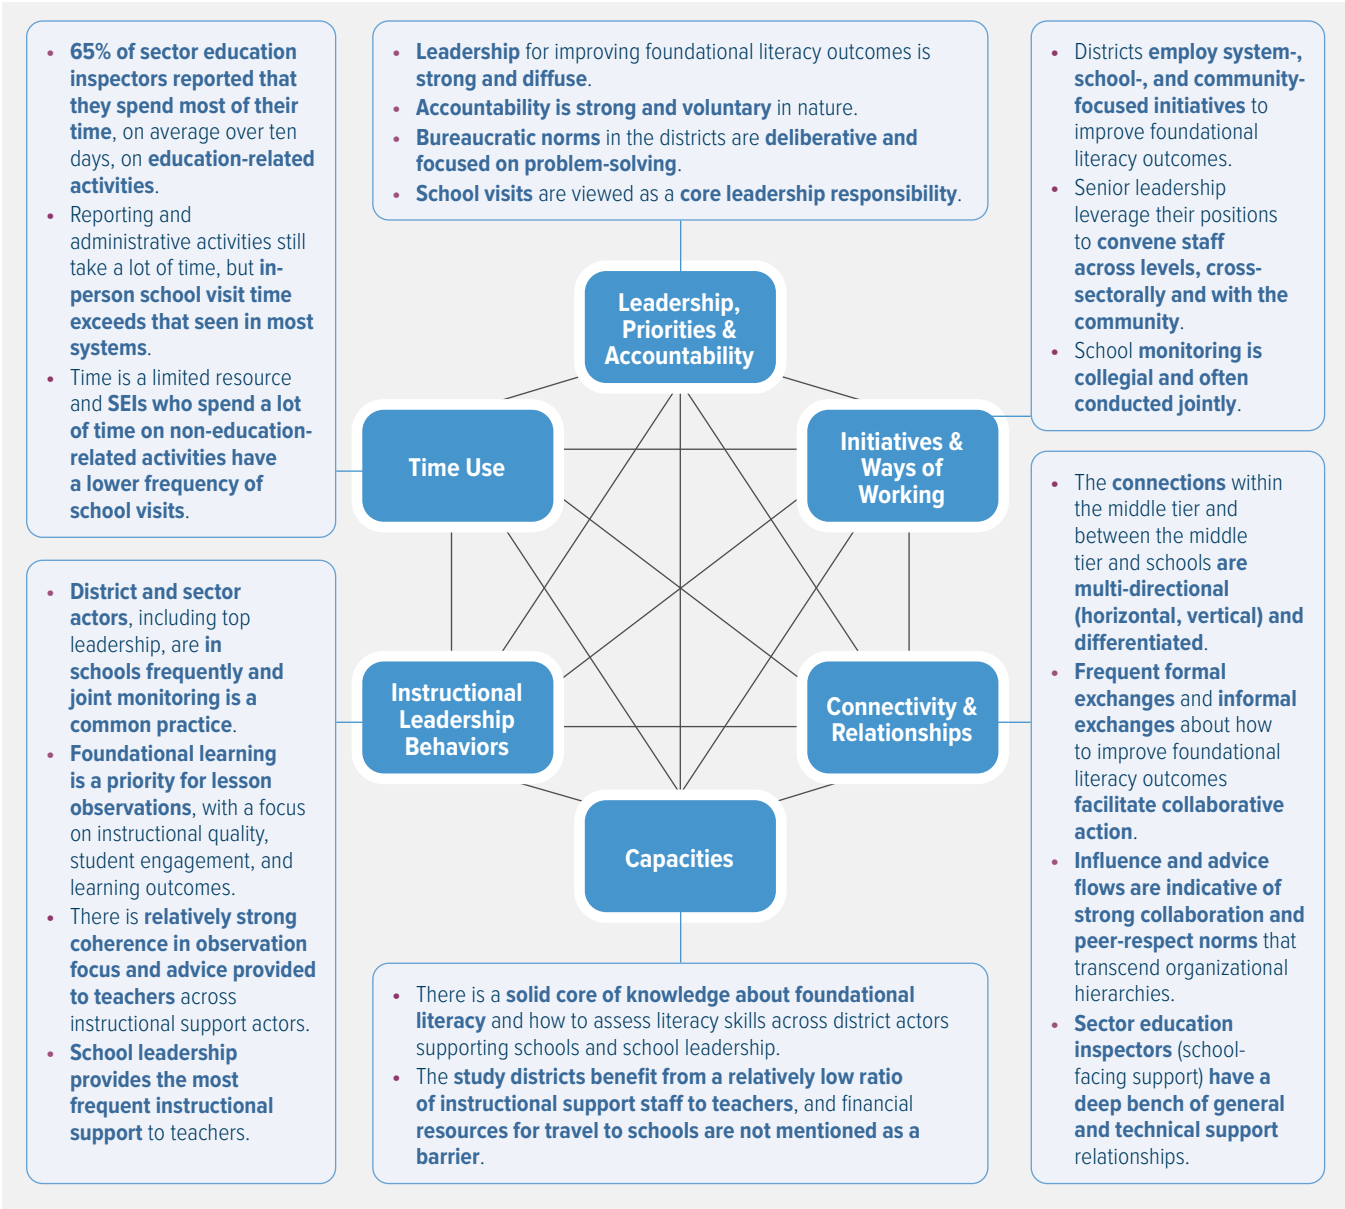 • 65% of sector education
inspectors reported that
they spend most of their
time, on average over ten
days, on education-related
activities.
• Reporting and
administrative activities still
take a lot of time, but in-
person school visit time
exceeds that seen in most
systems.
• Time is a limited resource
and SEIs who spend a lot
of time on non-education-
related activities have
a lower frequency of
school visits.
• Leadership for improving foundational literacy outcomes is
strong and diffuse.
• Accountability is strong and voluntary in nature.
• Bureaucratic norms in the districts are deliberative and
focused on problem-solving.
• School visits are viewed as a core leadership responsibility.
• Districts employ system-,
school-, and community-
focused initiatives to
improve foundational
literacy outcomes.
• Senior leadership
leverage their positions
to convene staff
across levels, cross-
sectorally and with the
community.
• School monitoring is
collegial and often
conducted jointly.
Leadership,
Priorities &
Accountability
Time Use
Initiatives &
Ways of
Working
Instructional
Leadership
Behaviors
Connectivity &
Relationships
Capacities
• District and sector
actors, including top
leadership, are in
schools frequently and
joint monitoring is a
common practice.
• Foundational learning
is a priority for lesson
observations, with a focus
on instructional quality,
student engagement, and
learning outcomes.
• There is relatively strong
coherence in observation
focus and advice provided
to teachers across
instructional support actors.
• School leadership
provides the most
frequent instructional
support to teachers.
• There is a solid core of knowledge about foundational
literacy and how to assess literacy skills across district actors
supporting schools and school leadership.
• The study districts benefit from a relatively low ratio
of instructional support staff to teachers, and financial
resources for travel to schools are not mentioned as a
barrier.
• The connections within
the middle tier and
between the middle
tier and schools are
multi-directional
(horizontal, vertical) and
differentiated.
• Frequent formal
exchanges and informal
exchanges about how
to improve foundational
literacy outcomes
facilitate collaborative
action.
• Influence and advice
flows are indicative of
strong collaboration and
peer-respect norms that
transcend organizational
hierarchies.
• Sector education
inspectors (school-
facing support) have a
deep bench of general
and technical support
relationships.